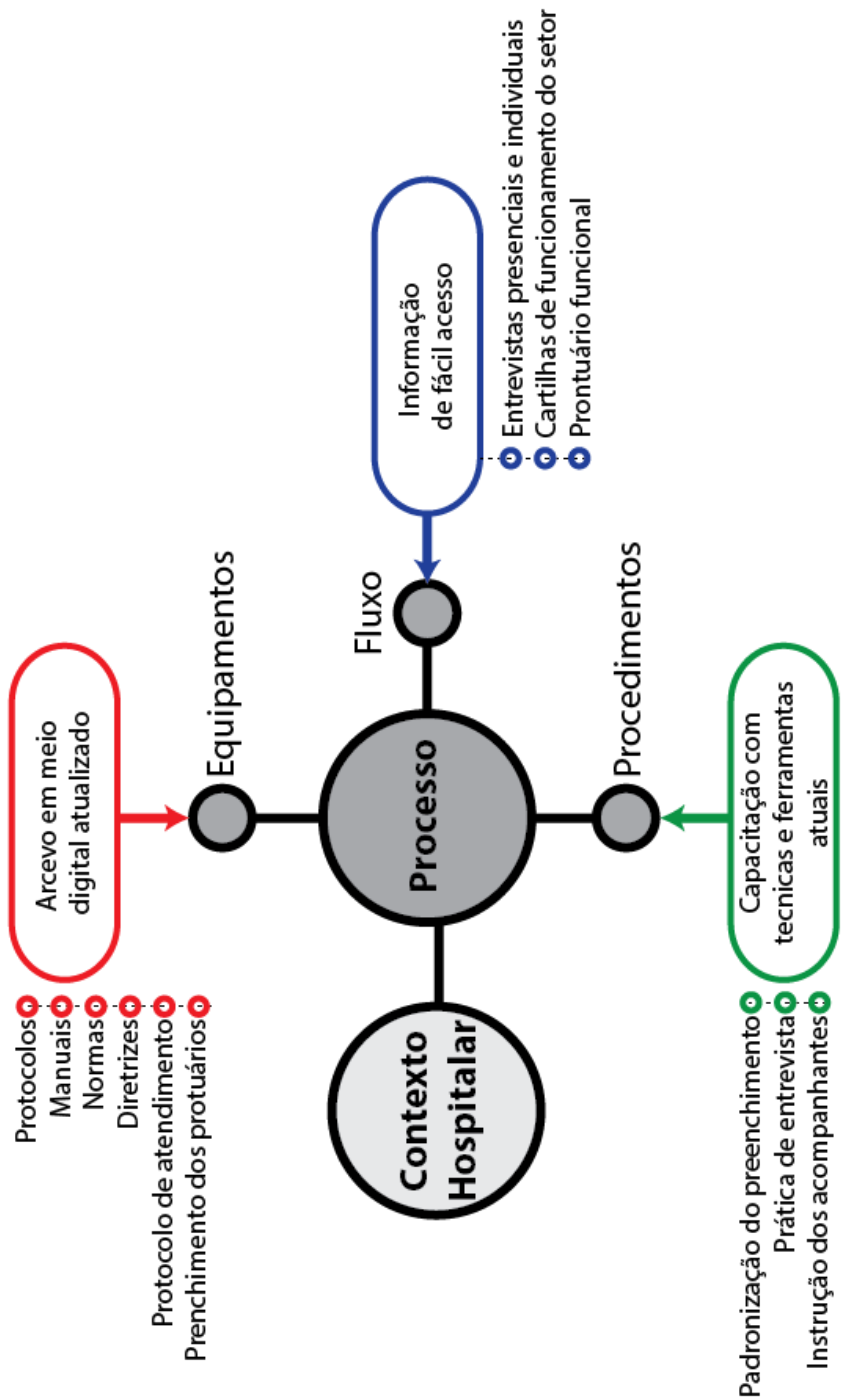 Protocolos
Manuais
Normas
Diretrizes
Protocolo de atendimento
Prenchimento dos protuários
Arcevo em meio
digital atualizado
Equipamentos
Contexto
Hospitalar
Processo
Fluxo
Informação
de fácil acesso
Entrevistas presenciais e individuais
Cartilhas de funcionamento do setor
Prontuário funcional
Procedimentos
Capacitação com
tecnicas e ferramentas
atuais
Padronização do preenchimento
Prática de entrevista
Instrução dos acompanhantes